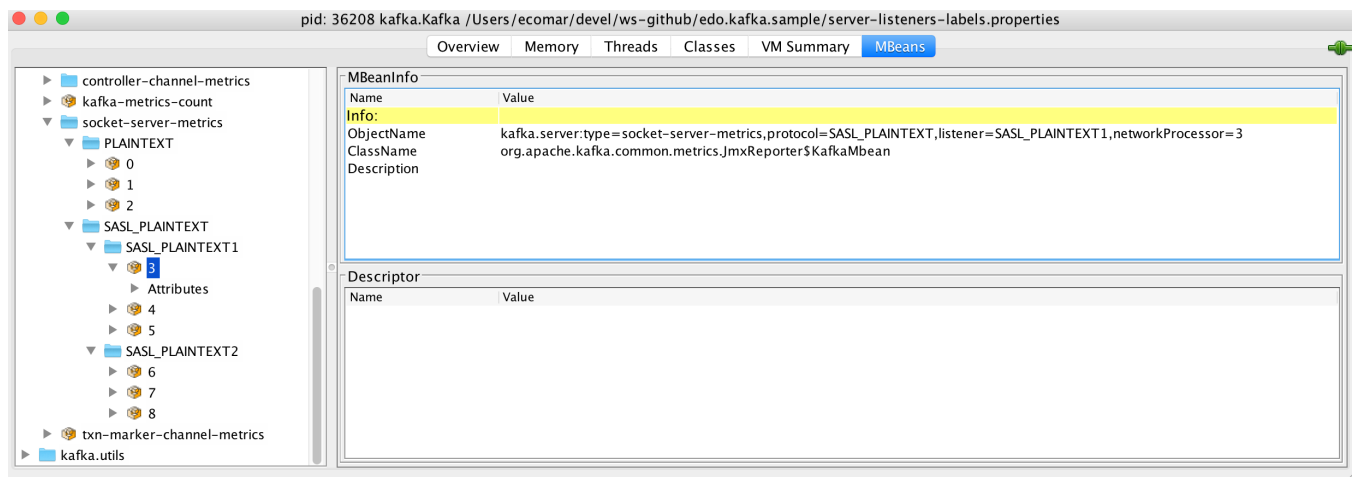 pid: 36208 kafka.Kafka /Users/ecomar/devel/ws-github/edo.kafka.sample/server-listeners-labels.properties
Overview Memory Threads Classes VM Summary MBeans
controller-channel-metrics
kafka-metrics-count
socket-server-metrics
PLAINTEXT
0
1
2
SASL_PLAINTEXT
SASL_PLAINTEXT1
3
Attributes
4
5
SASL_PLAINTEXT2
6
7
8
txn-marker-channel-metrics
kafka.utils
MBeanInfo
Name Value
Info:
ObjectName kafka.server:type=socket-server-metrics,protocol=SASL_PLAINTEXT,listener=SASL_PLAINTEXT1,networkProcessor=3
ClassName org.apache.kafka.common.metrics.JmxReporter$KafkaMbean
Description
Descriptor
Name Value